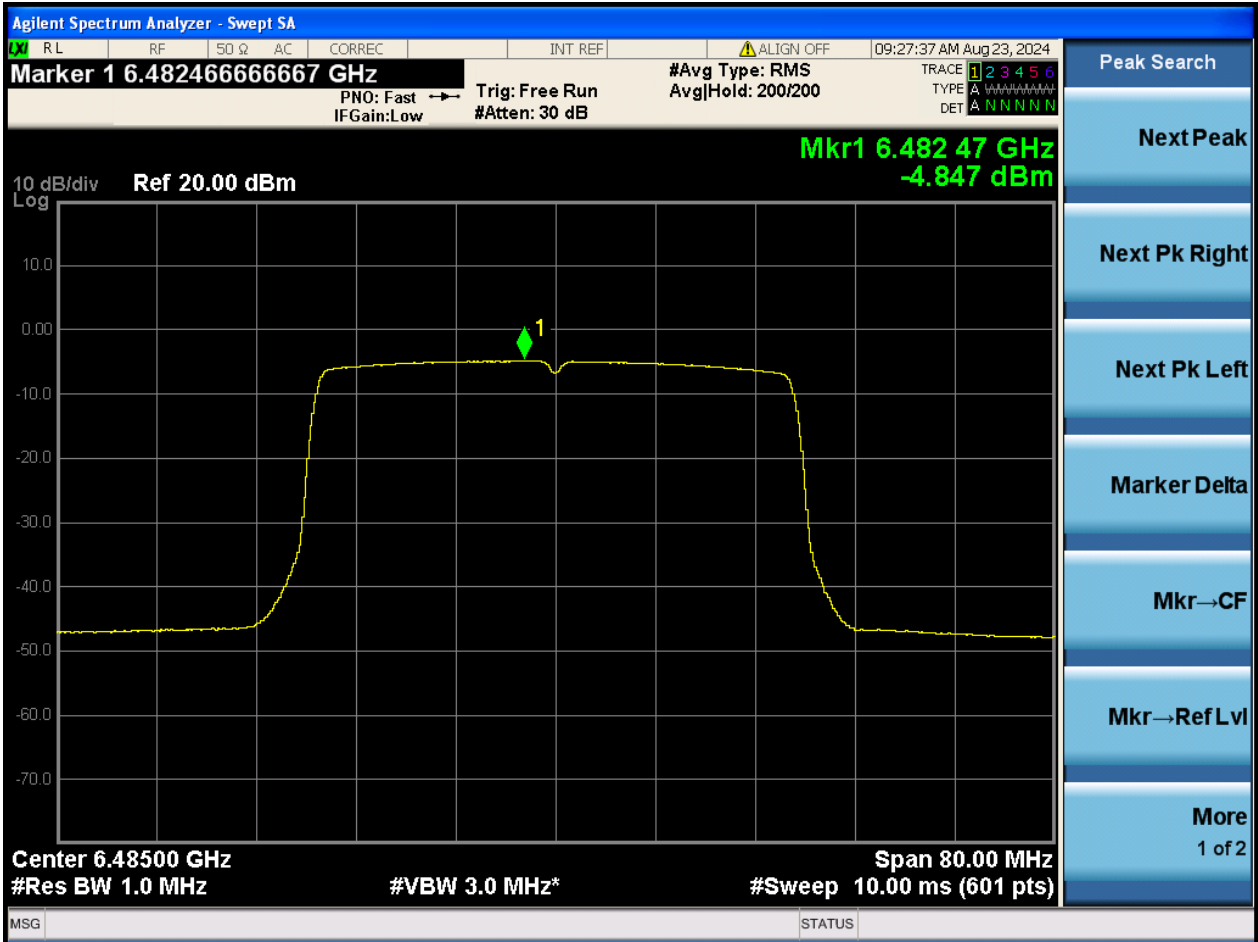 Agilent Spectrum Analyzer - Swept SA
LXI RL RF 50 Ω AC CORREC INT REF ALIGN OFF 09:27:37 AM Aug 23, 2024
Marker 1 6.482466666667 GHz
PNO: Fast
IFGain:Low
Trig: Free Run
#Atten: 30 dB
#Avg Type: RMS
Avg|Hold: 200/200
TRACE 1 2 3 4 5 6
TYPE A WWWWW
DET A N N N N N
Mkr1 6.482 47 GHz
-4.847 dBm
10 dB/div Ref 20.00 dBm
Log
10.0
0.00
-10.0
-20.0
-30.0
-40.0
-50.0
-60.0
-70.0
1
Center 6.48500 GHz Span 80.00 MHz
#Res BW 1.0 MHz #VBW 3.0 MHz* #Sweep 10.00 ms (601 pts)
MSG STATUS
Peak Search
Next Peak
Next Pk Right
Next Pk Left
Marker Delta
Mkr→CF
Mkr→Ref Lvl
More
1 of 2